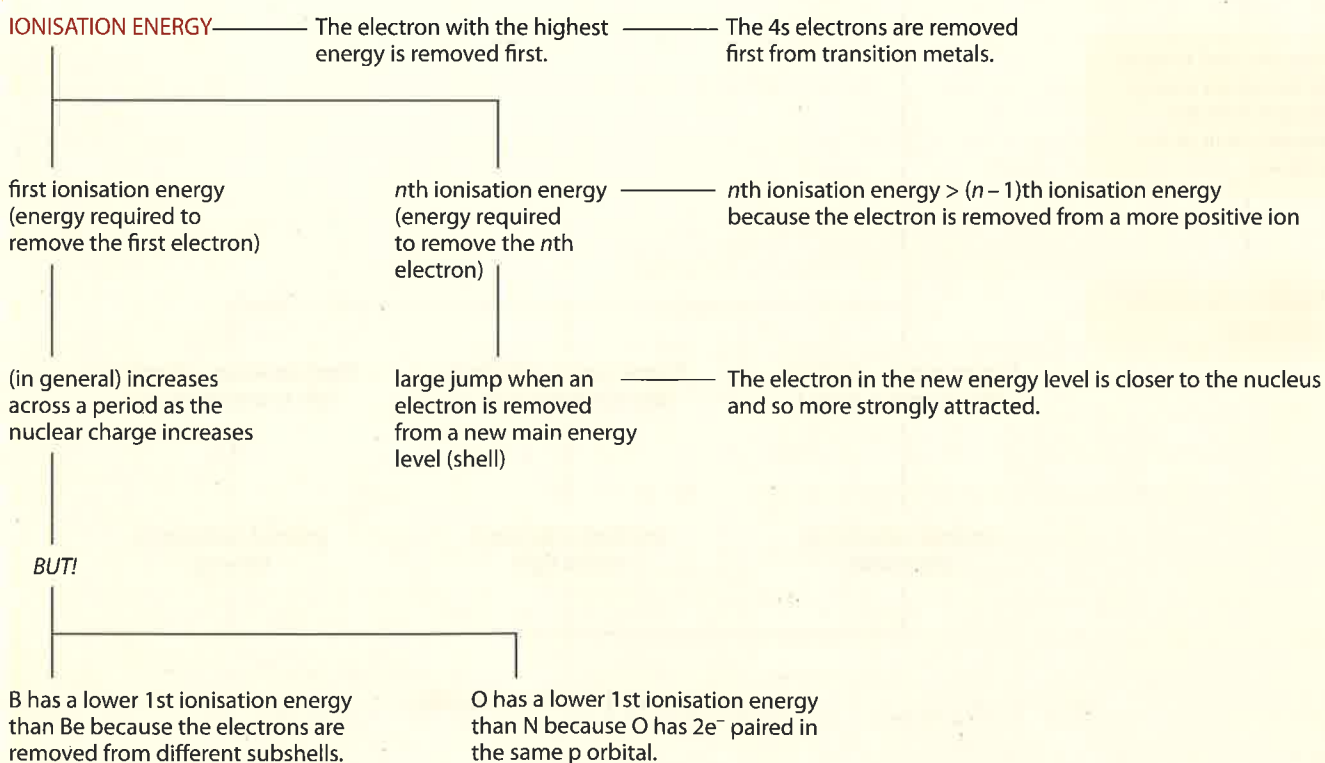 IONISATION ENERGY
The electron with the highest
energy is removed first.
The 4s electrons are removed
first from transition metals.
first ionisation energy
(energy required to
remove the first electron)
nth ionisation energy
(energy required
to remove the nth
electron)
nth ionisation energy > (n – 1)th ionisation energy
because the electron is removed from a more positive ion
(in general) increases
across a period as the
nuclear charge increases
large jump when an
electron is removed
from a new main energy
level (shell)
The electron in the new energy level is closer to the nucleus
and so more strongly attracted.
BUT!
B has a lower 1st ionisation energy
than Be because the electrons are
removed from different subshells.
O has a lower 1st ionisation energy
than N because O has 2e⁻ paired in
the same p orbital.